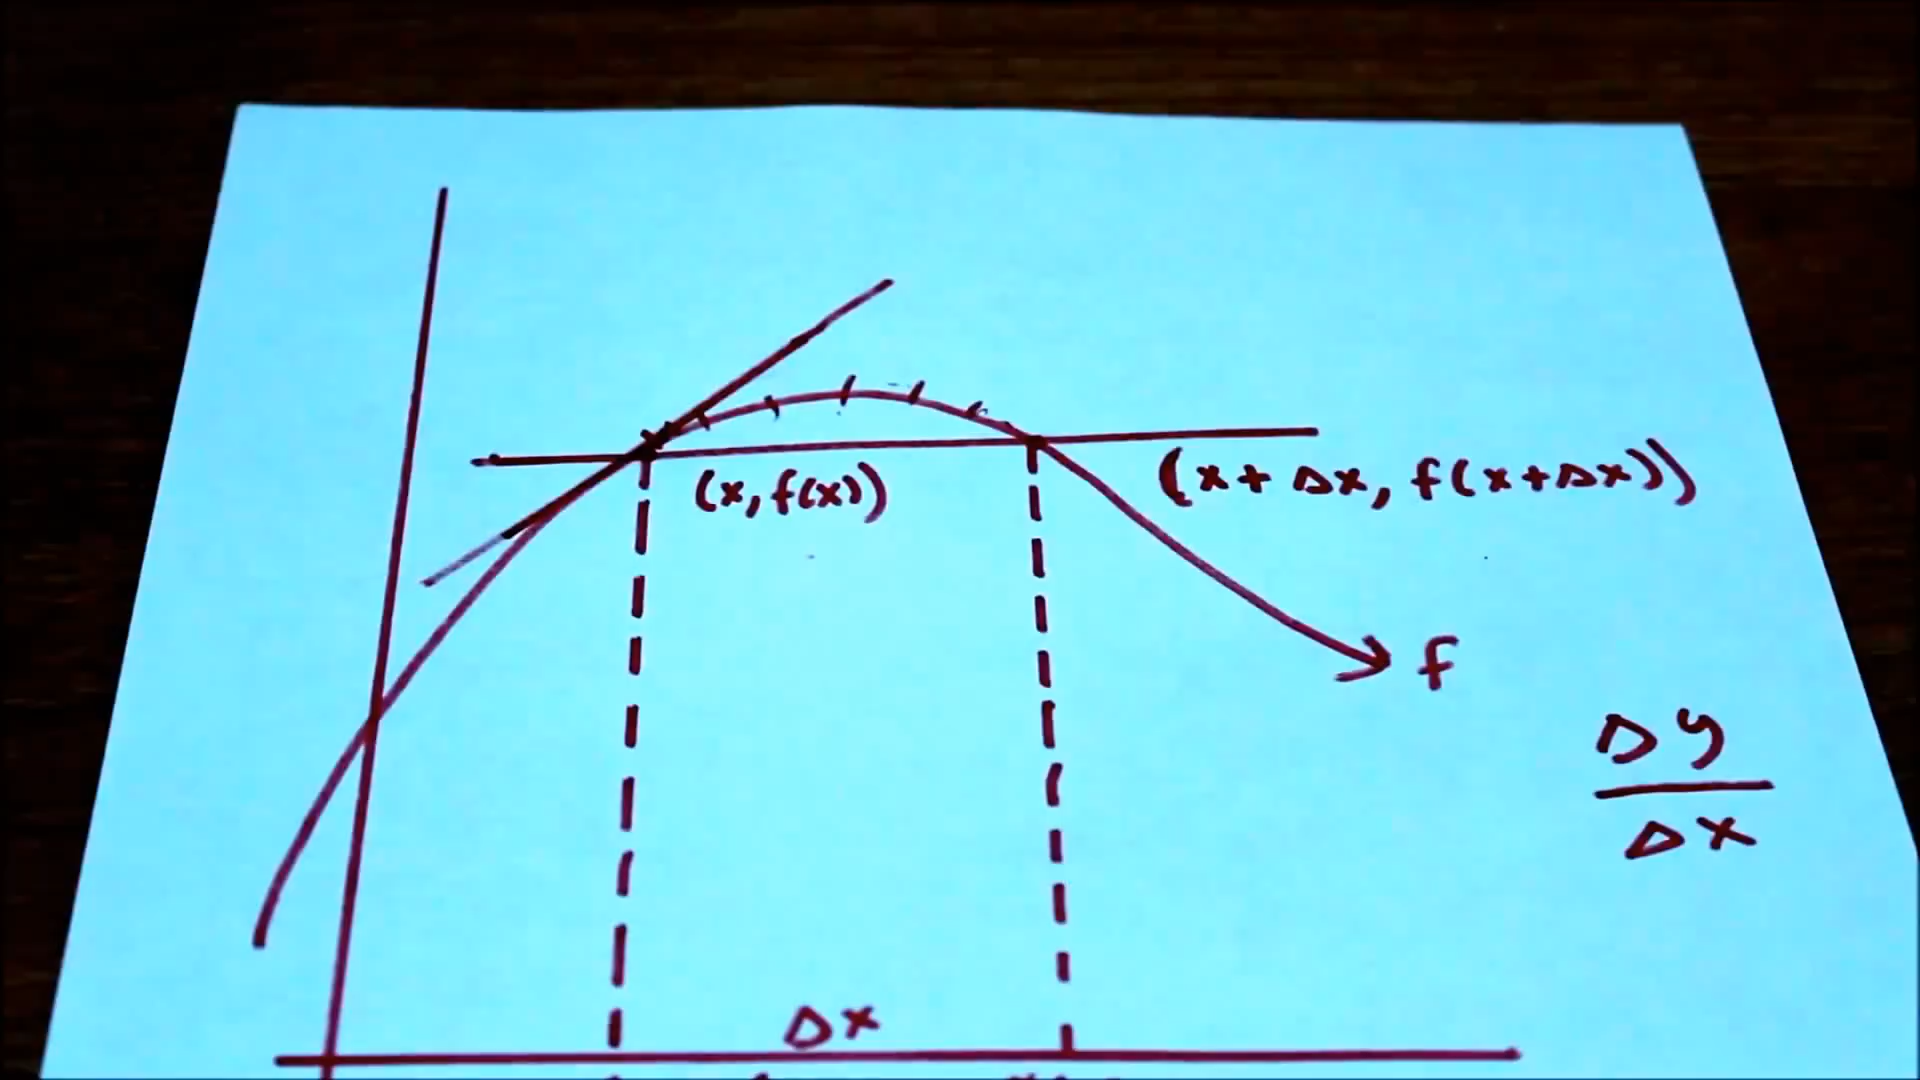 (x, f(x))
(x + Δx, f(x+Δx))
f
Δy
Δx
Δx